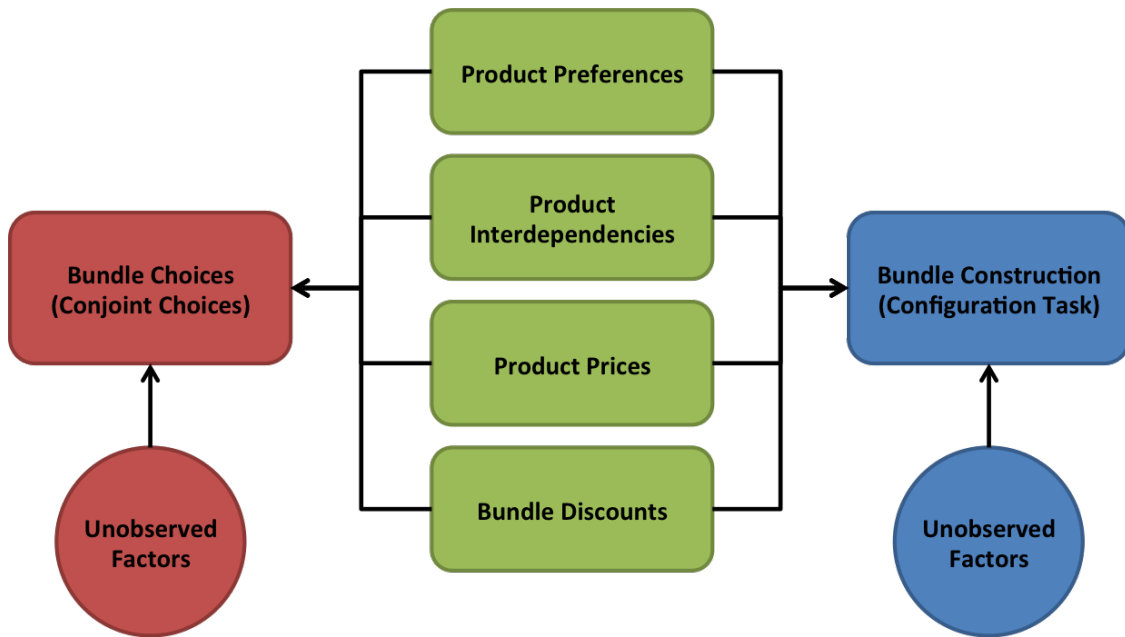 Product Preferences
Product
Interdependencies
Bundle Choices
(Conjoint Choices)
Bundle Construction
(Configuration Task)
Product Prices
Bundle Discounts
Unobserved
Factors
Unobserved
Factors